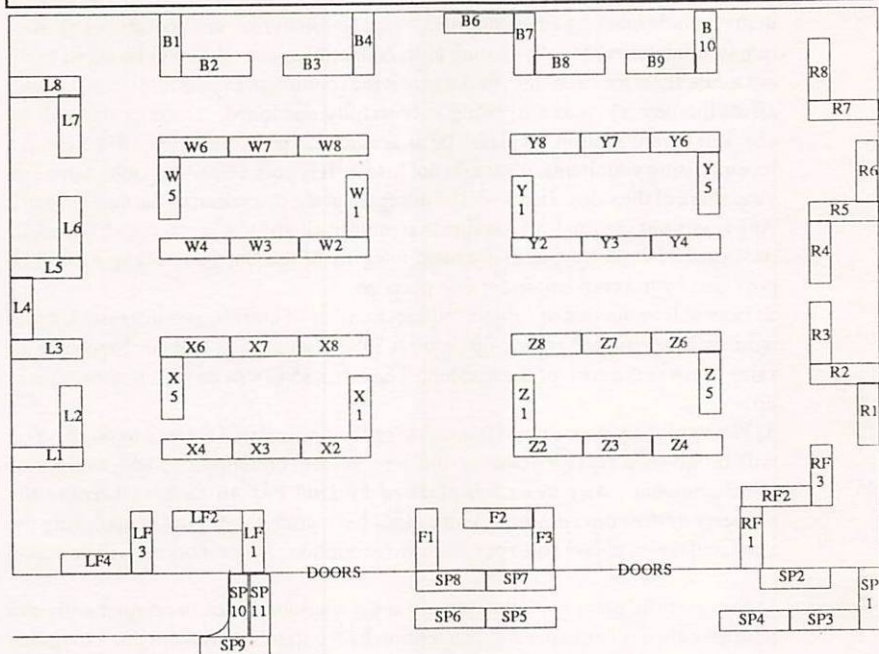 B1 B4 B6 B7 B
10
B2 B3 B8 B9
L8 R8
L7 R7
W6 W7 W8 Y8 Y7 Y6
W
5 W
1 Y
1 Y
5 R6
L6 R5
W4 W3 W2 Y2 Y3 Y4 R4
L5
L4
X6 X7 X8 Z8 Z7 Z6 R3
L3
X
5 X
1 Z
1 Z
5 R2
L2 R1
L1 X4 X3 X2 Z2 Z3 Z4
RF
3
RF2
LF
3 LF2 LF
1 F1 F2 F3 RF
1
LF4 DOORS DOORS
SP
10 SP
11 SP8 SP7 SP2 SP
1
SP6 SP5 SP4 SP3
SP9